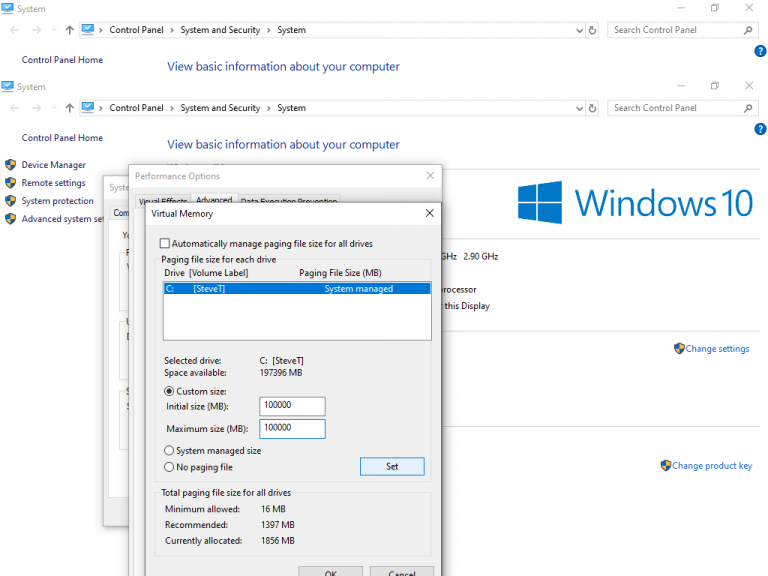 System
Control Panel > System and Security > System
Search Control Panel
Control Panel Home
View basic information about your computer
System
Control Panel > System and Security > System
Search Control Panel
Control Panel Home
View basic information about your computer
Device Manager
Remote settings
System protection
Advanced system set
Performance Options
Syste
Visual Effects Advanced Data Execution Prevention
Com
Virtual Memory
Windows 10
Automatically manage paging file size for all drives
Paging file size for each drive
Drive [Volume Label] Paging File Size (MB)
C: [SteveT] System managed
GHz 2.90 GHz
rocessor
this Display
Selected drive: C: [SteveT]
Space available: 197396 MB
Change settings
Custom size:
Initial size (MB): 100000
Maximum size (MB): 100000
System managed size
No paging file
Set
Change product key
Total paging file size for all drives
Minimum allowed: 16 MB
Recommended: 1397 MB
Currently allocated: 1856 MB
OK Cancel